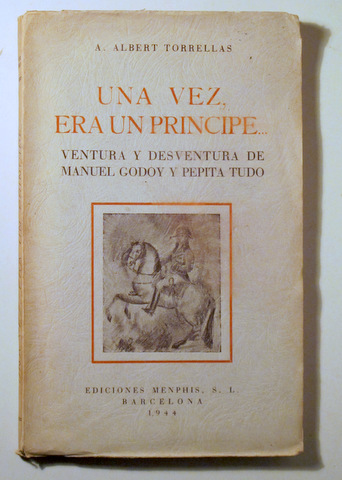 A. ALBERT TORRELLAS
UNA VEZ,
ERA UN PRINCIPE...
VENTURA Y DESVENTURA DE
MANUEL GODOY Y PEPITA TUDO
EDICIONES MENPHIS, S. L.
BARCELONA
1944